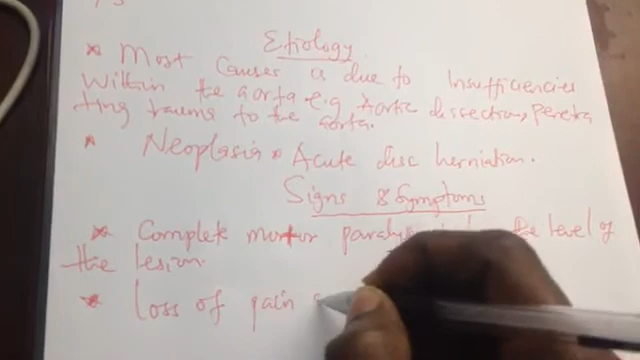 Etiology
* Most Causes is due to Insufficiencies
Within the aorta e.g Aortic dissection, Penetra
ting trauma to the aorta.
* Neoplasia * Acute disc herniation.
Signs & Symptoms
* Complete motor the level of
the lesion.
* Loss of pain